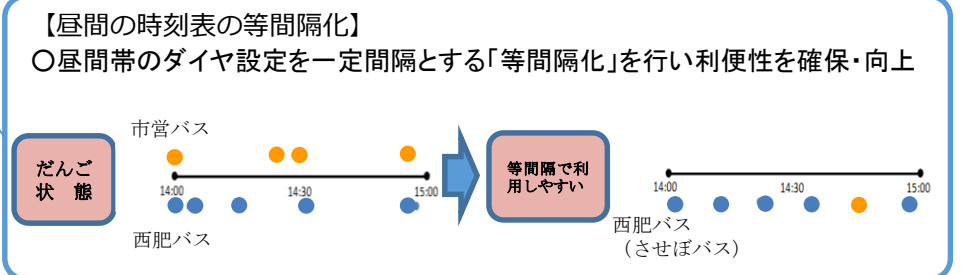 【昼間の時刻表の等間隔化】
〇昼間帯のダイヤ設定を一定間隔とする「等間隔化」を行い利便性を確保・向上
市営バス
だんご
状　態
14:00
14:30
15:00
西肥バス
等間隔で利
用しやすい
14:00
14:30
15:00
西肥バス
（させぼバス）